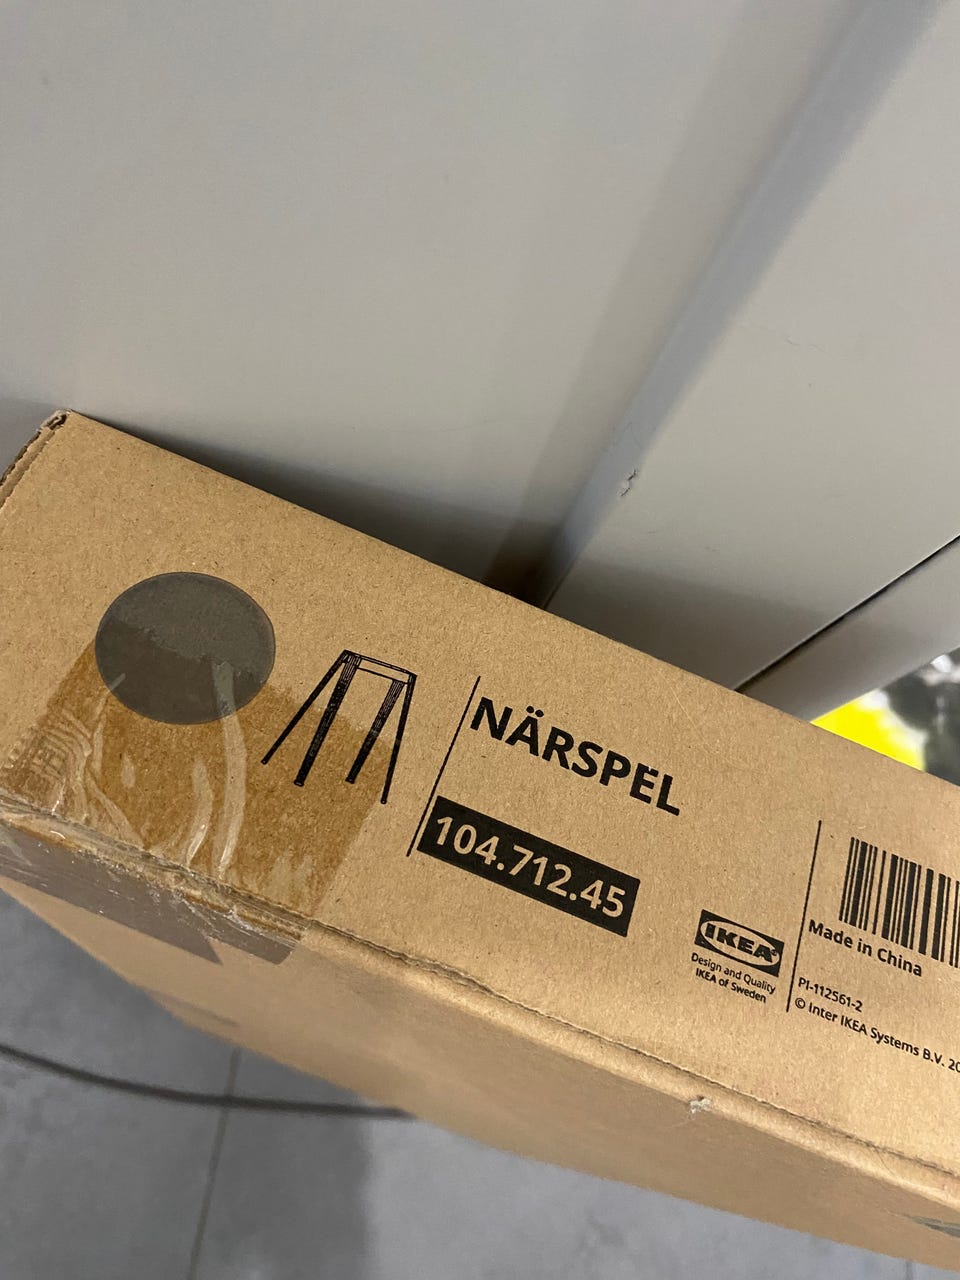 NÄRSPEL
104.712.45
IKEA®
Design and Quality
IKEA of Sweden
Made in China
PI-112561-2
© Inter IKEA Systems B.V. 20